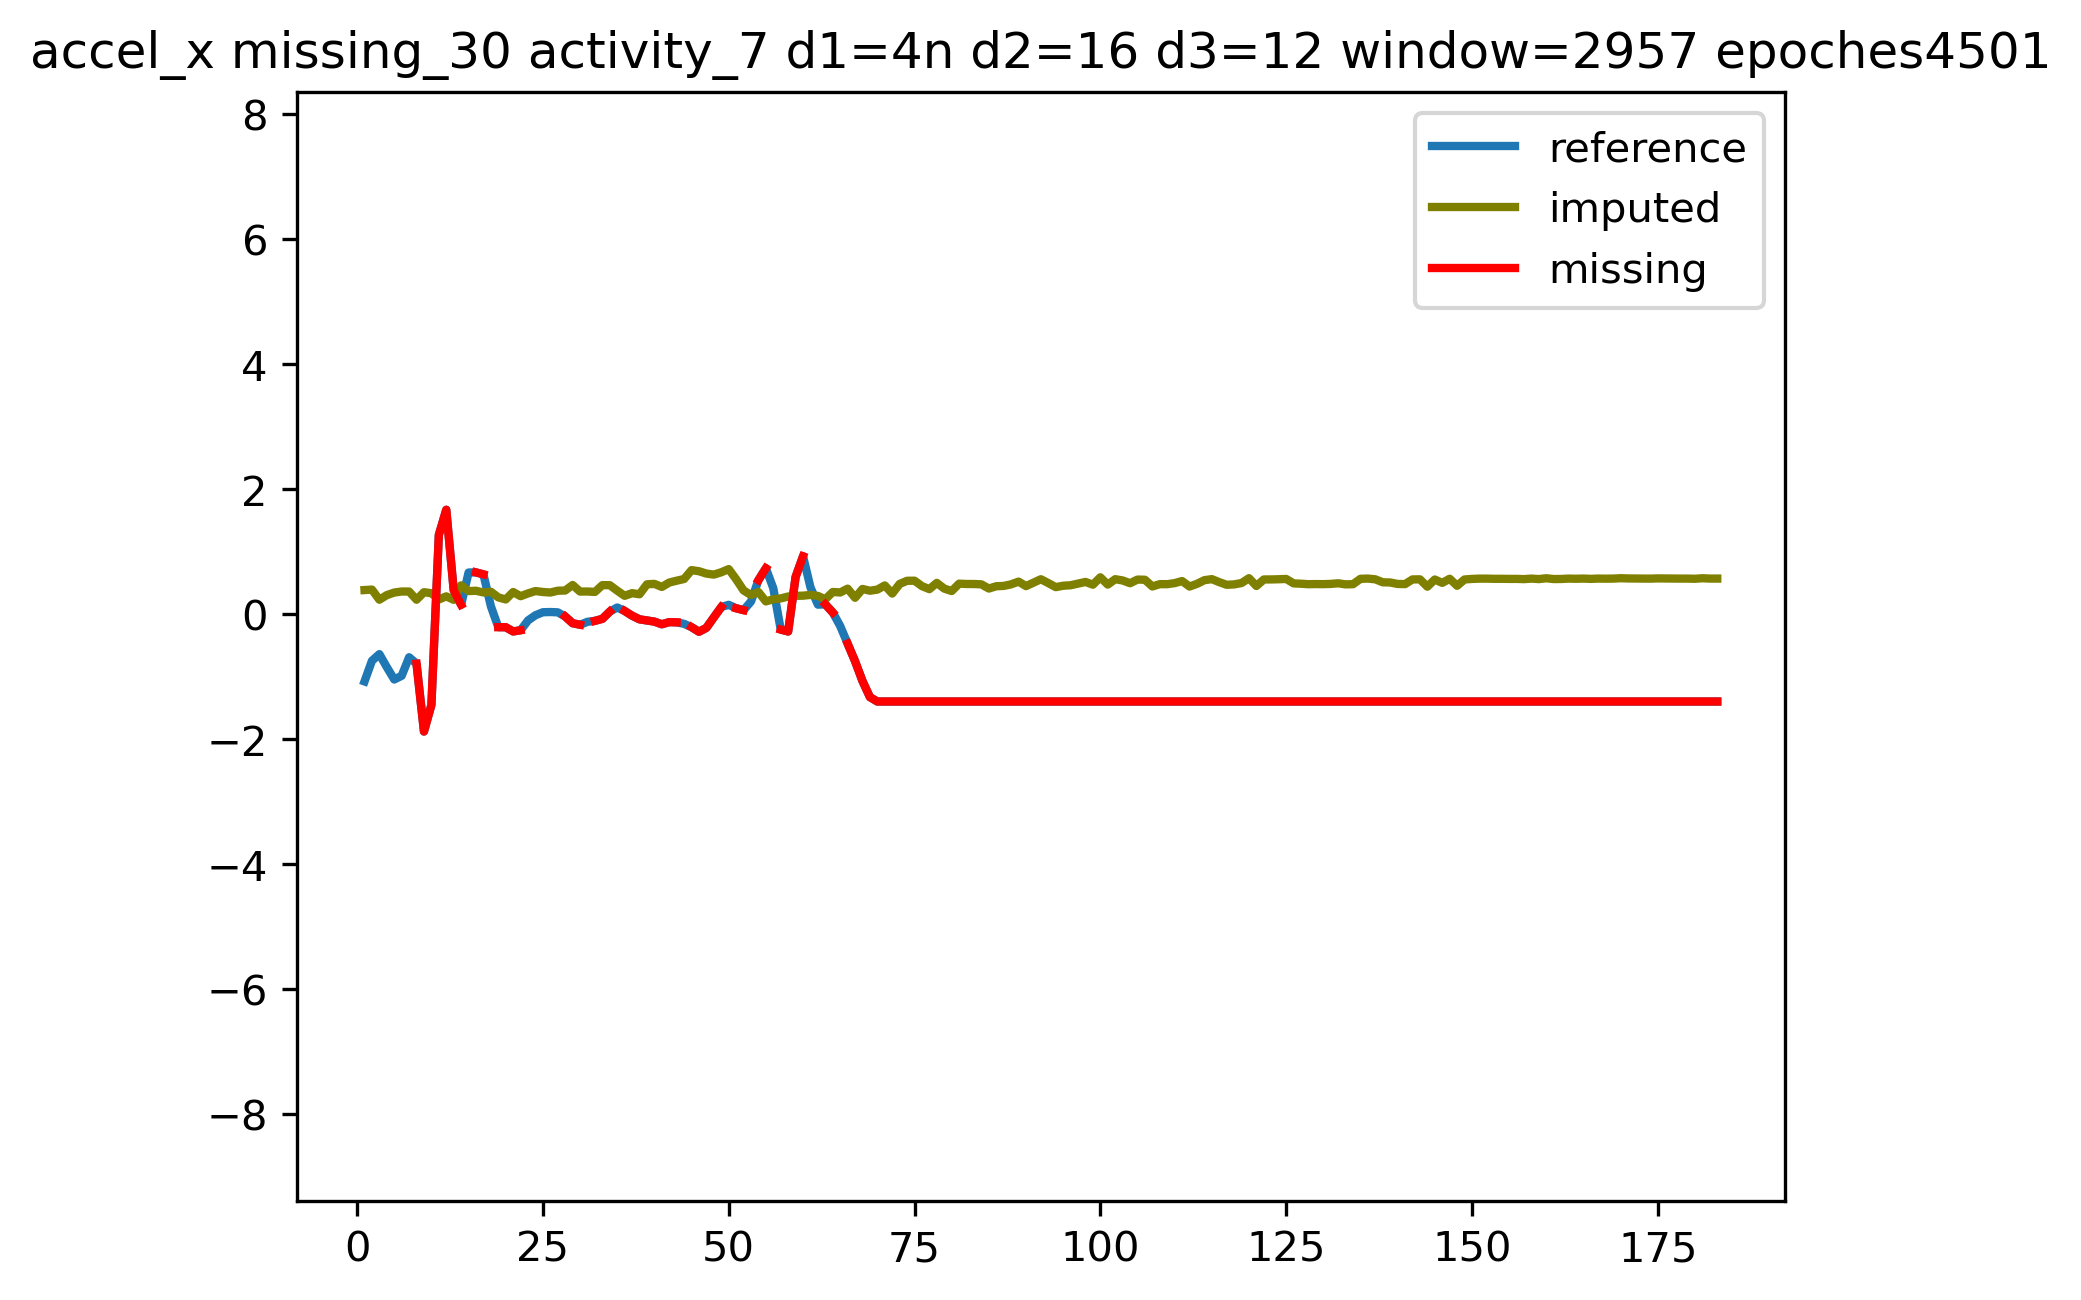 accel_x missing_30 activity_7 d1=4n d2=16 d3=12 window=2957 epoches4501
8
6
4
2
0
−2
−4
−6
−8
reference
imputed
missing
0 25 50 75 100 125 150 175